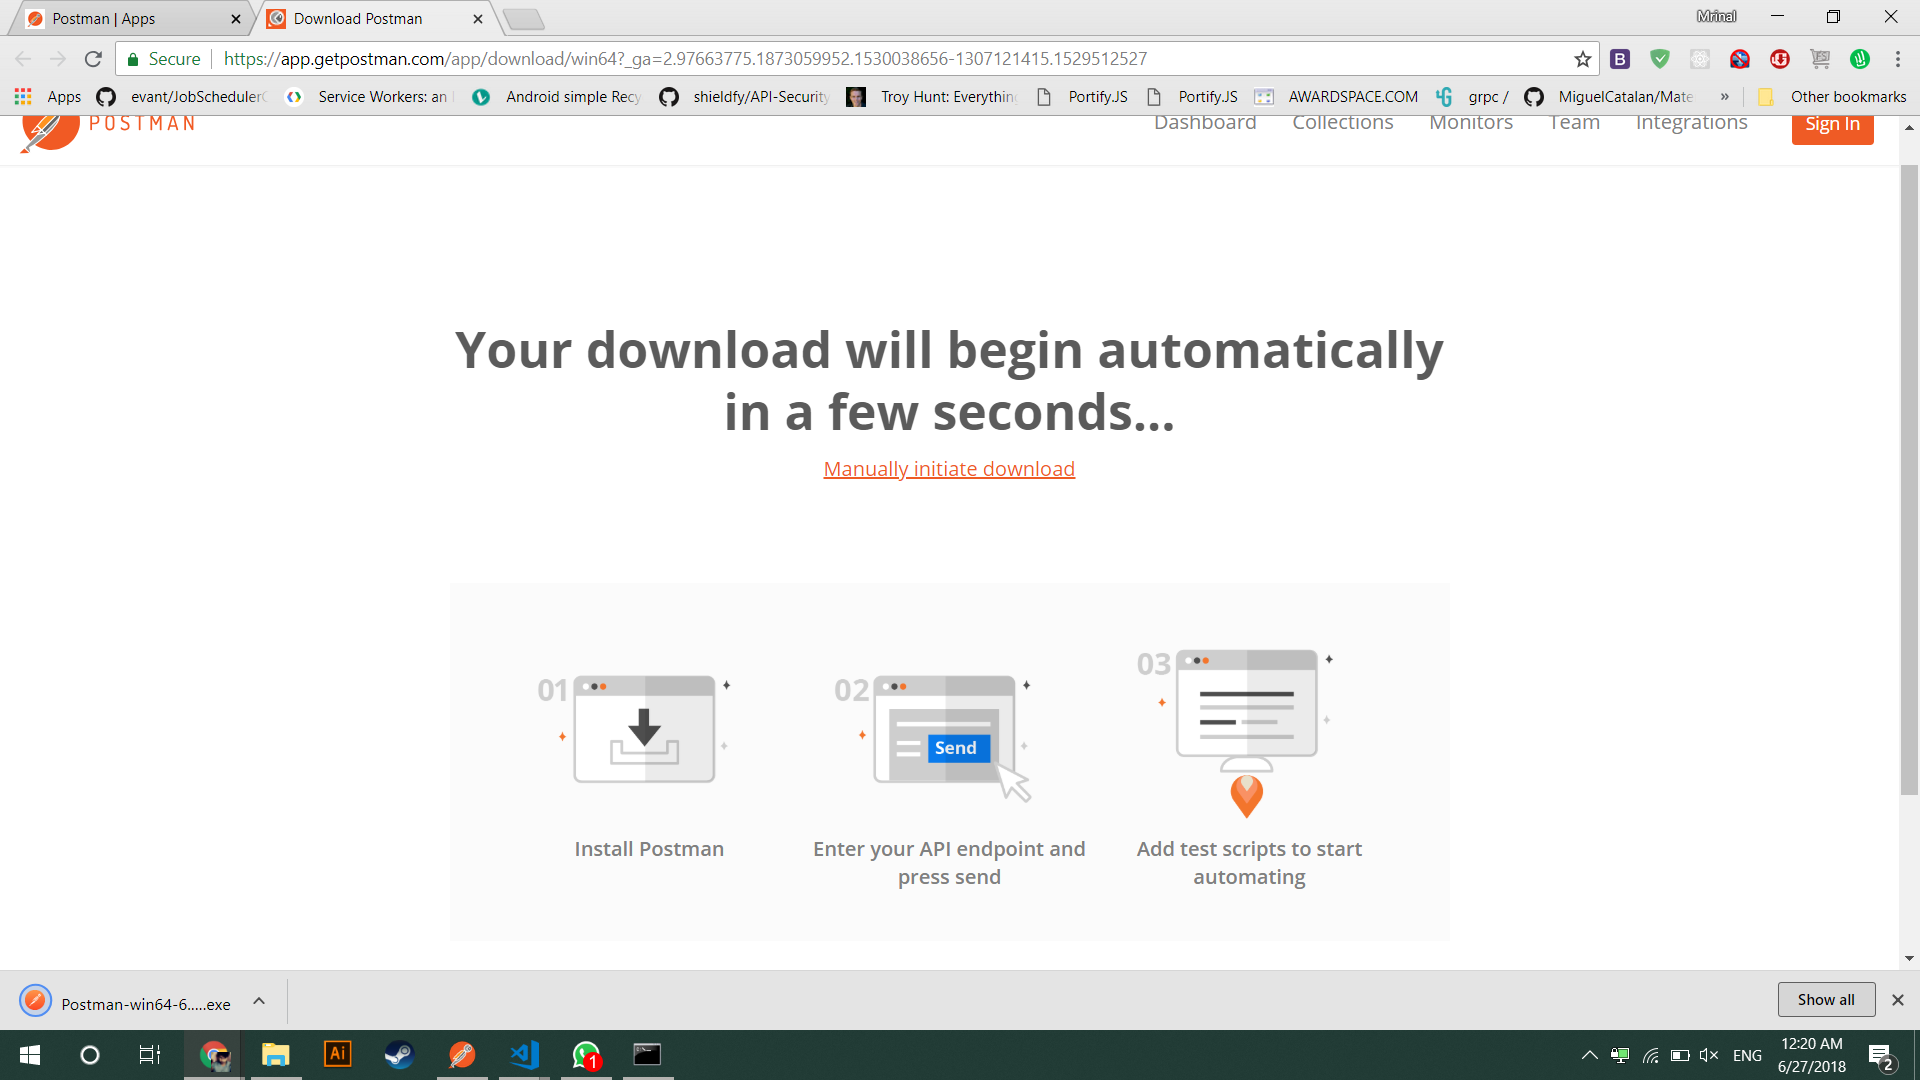 Postman | Apps
Download Postman
Mrinal
Secure
https://app.getpostman.com/app/download/win64?_ga=2.97663775.1873059952.1530038656-1307121415.1529512527
Apps
evant/JobScheduler
Service Workers: an
Android simple Recy
shieldfy/API-Security
Troy Hunt: Everythin
Portify.JS
Portify.JS
AWARDSPACE.COM
grpc /
MiguelCatalan/Mate
»
Other bookmarks
POSTMAN
Dashboard
Collections
Monitors
Team
Integrations
Sign In
Your download will begin automatically
in a few seconds...
Manually initiate download
01
02
03
Send
Install Postman
Enter your API endpoint and
press send
Add test scripts to start
automating
Postman-win64-6.....exe
Show all
Ai
1
ENG
12:20 AM
6/27/2018
2